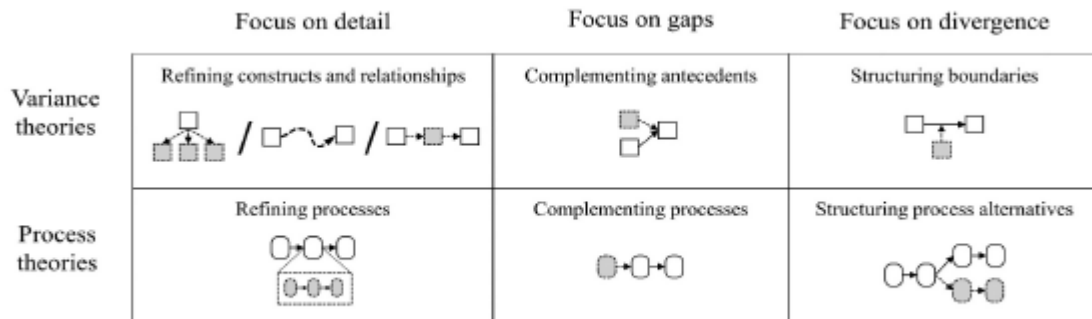 Focus on detail
Focus on gaps
Focus on divergence
Variance
theories
Refining constructs and relationships
Complementing antecedents
Structuring boundaries
/
/
Process
theories
Refining processes
Complementing processes
Structuring process alternatives